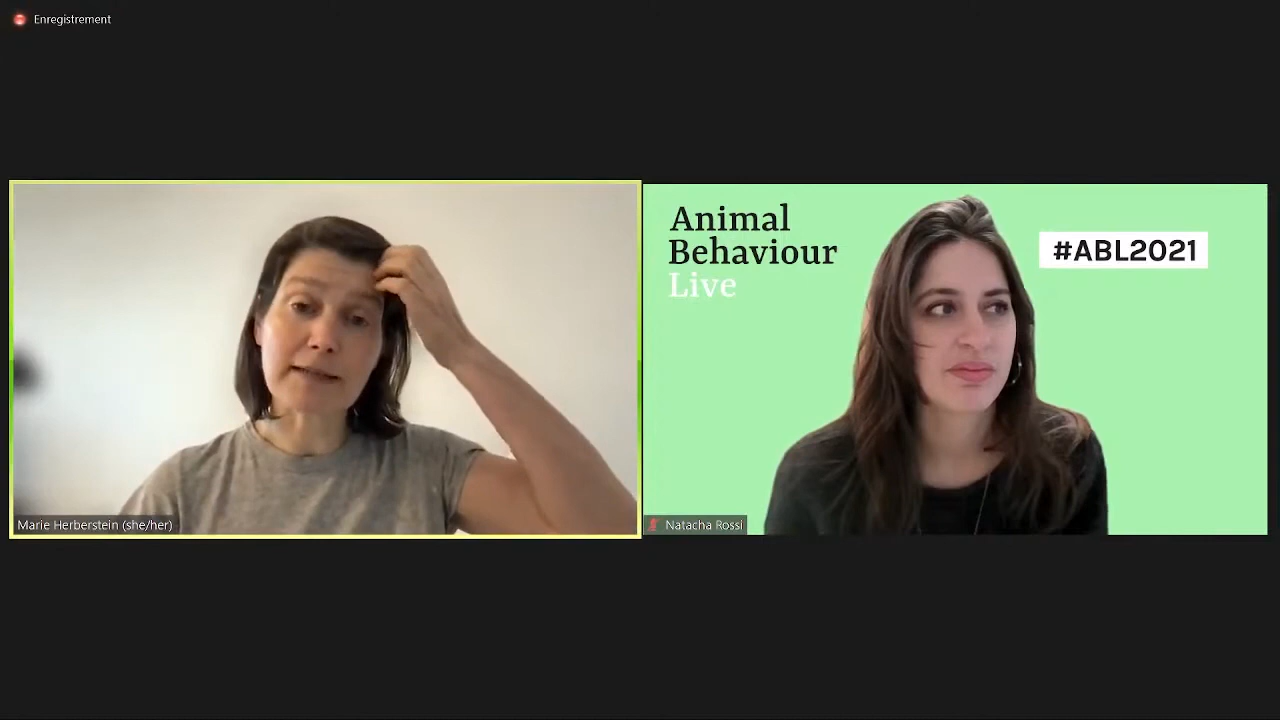 Enregistrement
Animal
Behaviour
Live
#ABL2021
Marie Herberstein (she/her)
Natacha Rossi